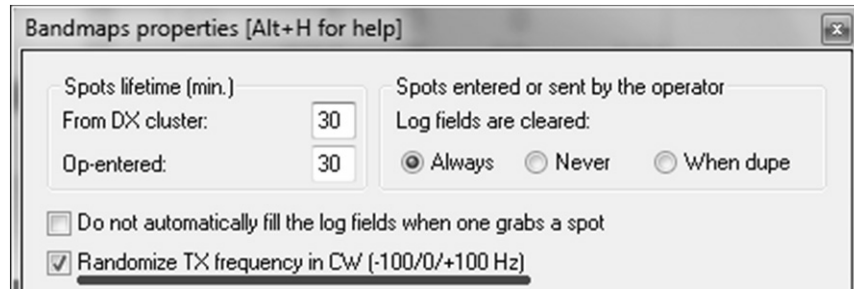 Bandmaps properties [Alt+H for help]
Spots lifetime (min.)
From DX cluster: 30
Op-entered: 30
Spots entered or sent by the operator
Log fields are cleared:
Always Never When dupe
Do not automatically fill the log fields when one grabs a spot
Randomize TX frequency in CW (-100/0/+100 Hz)